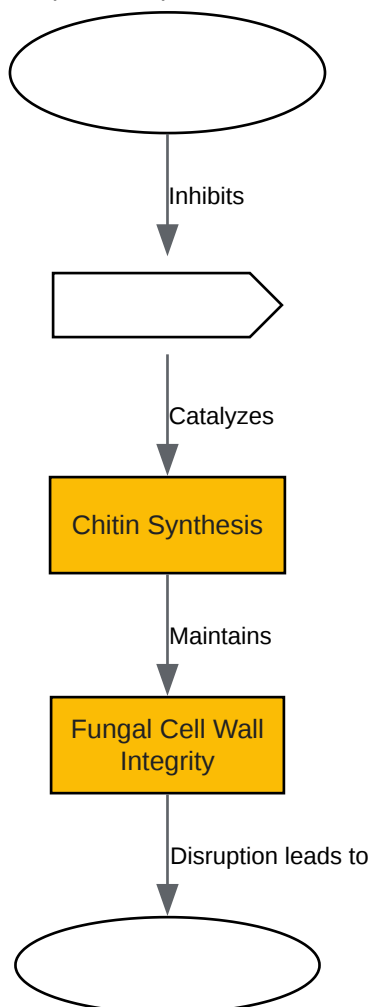 Inhibits
Catalyzes
Chitin Synthesis
Maintains
Fungal Cell Wall
Integrity
Disruption leads to